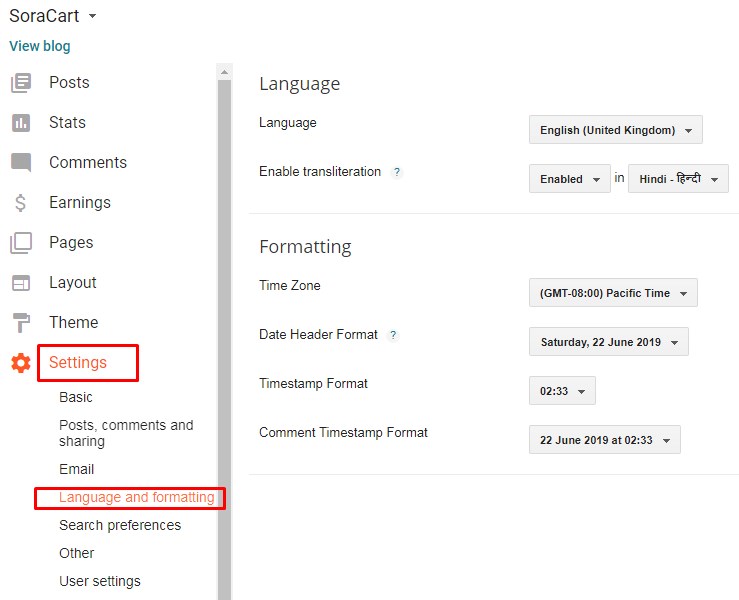 SoraCart
View blog
Posts
Stats
Comments
Earnings
Pages
Layout
Theme
Settings
Basic
Posts, comments and
sharing
Email
Language and formatting
Search preferences
Other
User settings
Language
Language English (United Kingdom)
Enable transliteration ? Enabled in Hindi - हिन्दी
Formatting
Time Zone (GMT-08:00) Pacific Time
Date Header Format ? Saturday, 22 June 2019
Timestamp Format 02:33
Comment Timestamp Format 22 June 2019 at 02:33